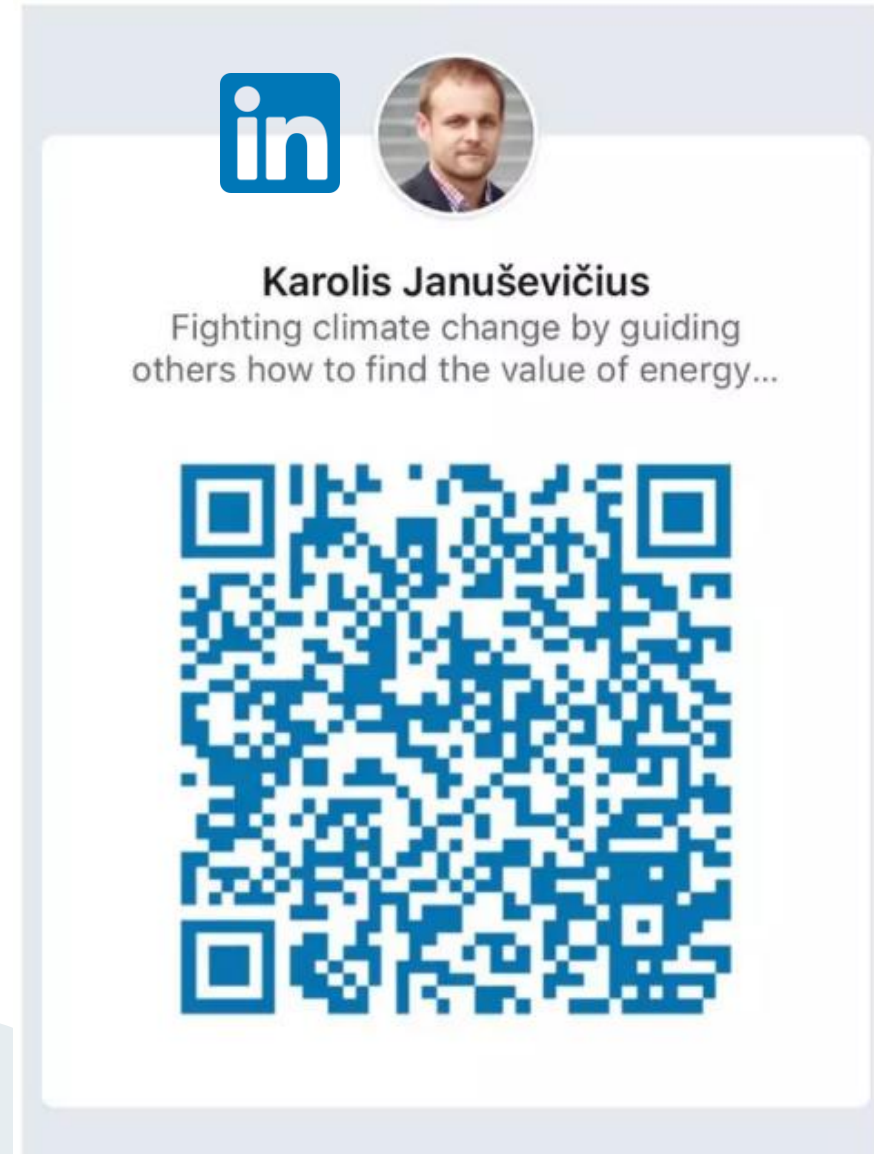 in
Karolis Januševičius
Fighting climate change by guiding
others how to find the value of energy...